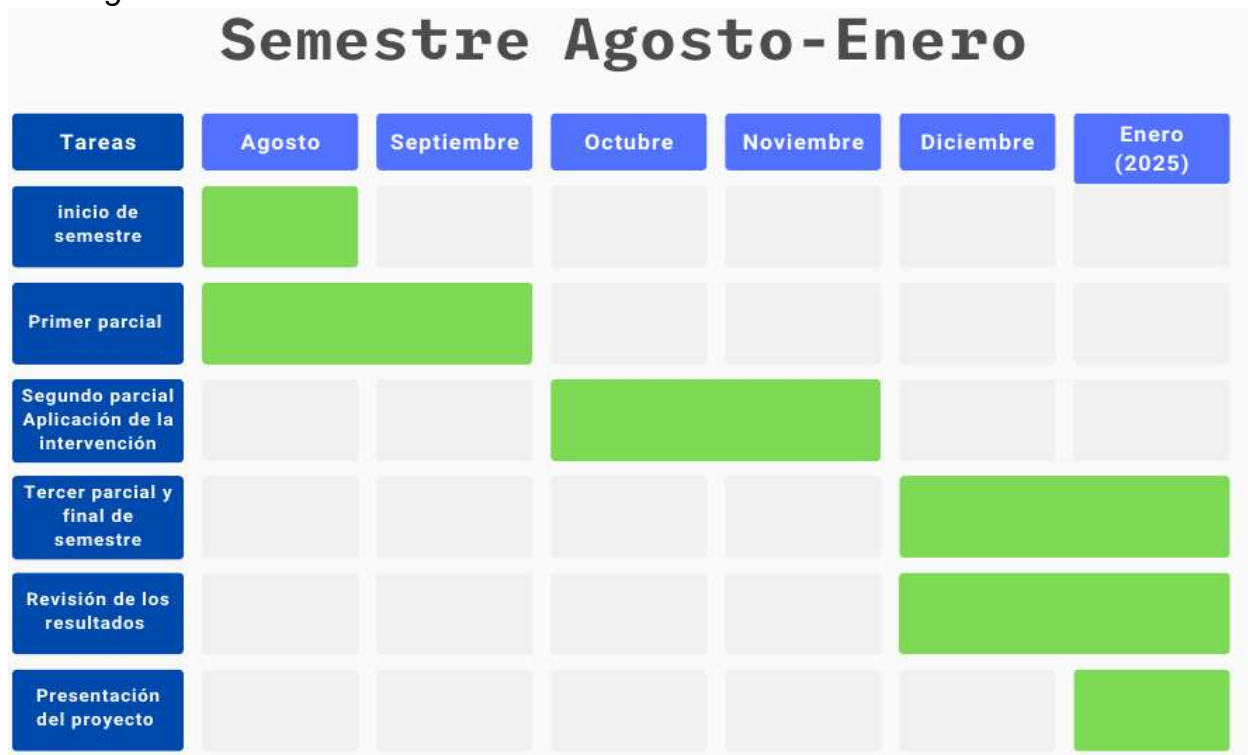 Semestre Agosto-Enero
Tareas
Agosto
Septiembre
Octubre
Noviembre
Diciembre
Enero
(2025)
inicio de
semestre
Primer parcial
Segundo parcial
Aplicación de la
intervención
Tercer parcial y
final de
semestre
Revisión de los
resultados
Presentación
del proyecto